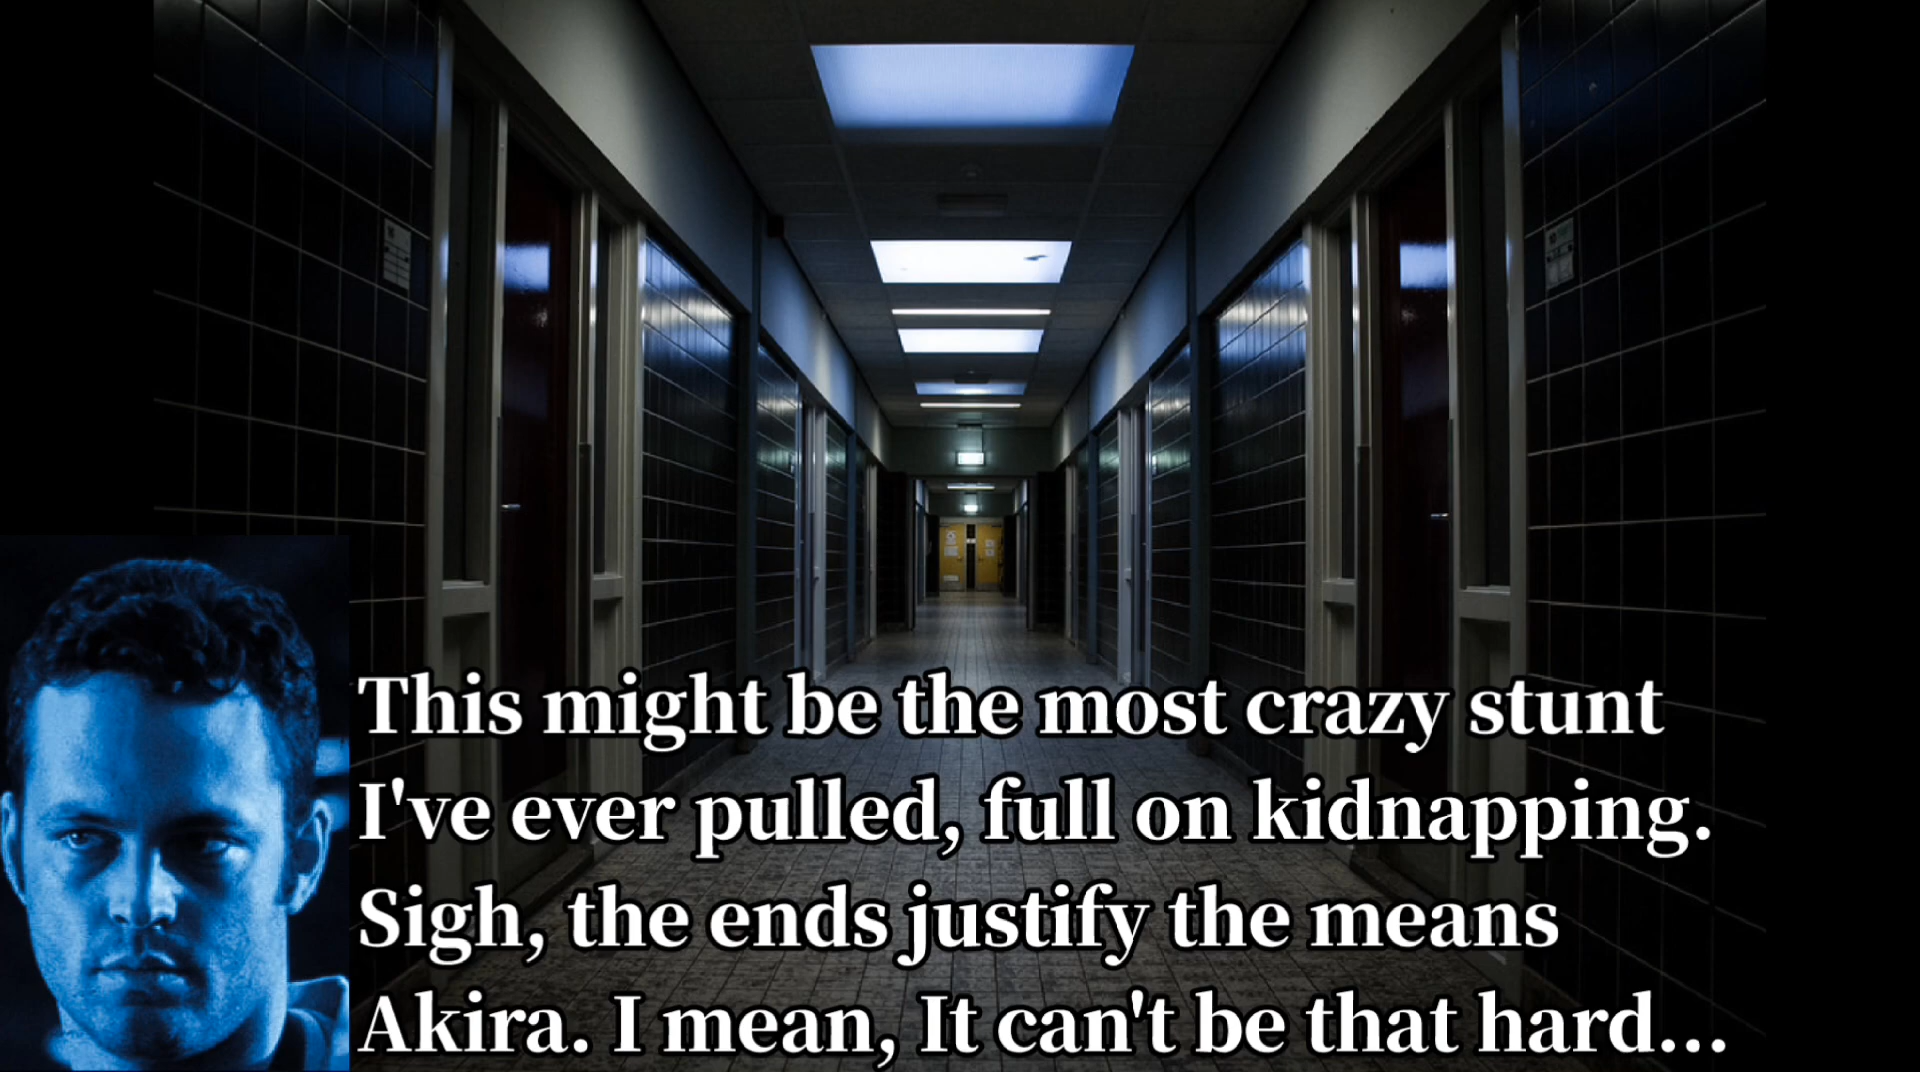 This might be the most crazy stunt
I've ever pulled, full on kidnapping.
Sigh, the ends justify the means
Akira. I mean, It can't be that hard...